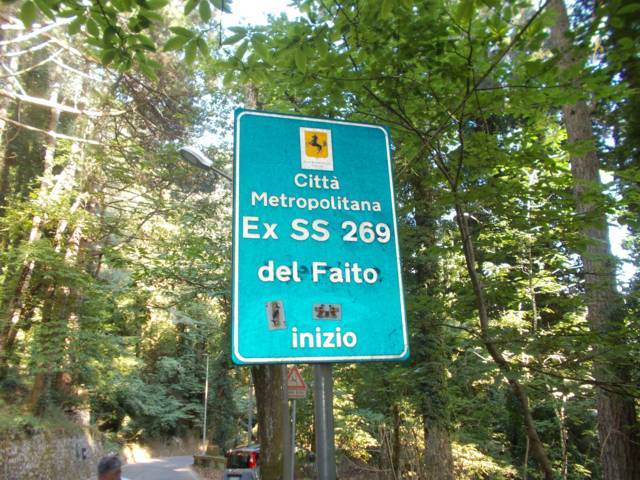 Città
Metropolitana
Ex SS 269
del Faito
inizio